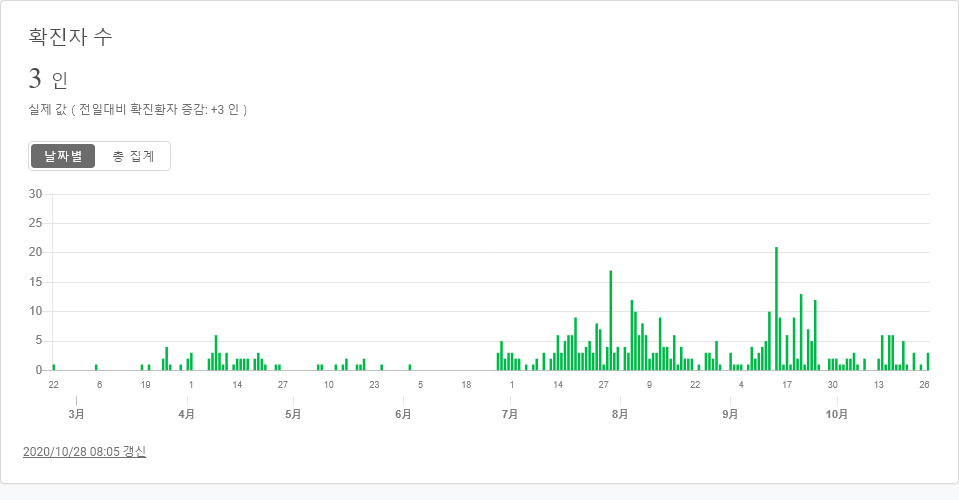 확진자 수
3 인
실제 값 ( 전일대비 확진환자 증감: +3 인 )
날짜별 총 집계
30
25
20
15
10
5
0
22 6 19 1 14 27 10 23 5 18 1 14 27 9 22 4 17 30 13 26
3月 4月 5月 6月 7月 8月 9月 10月
2020/10/28 08:05 갱신